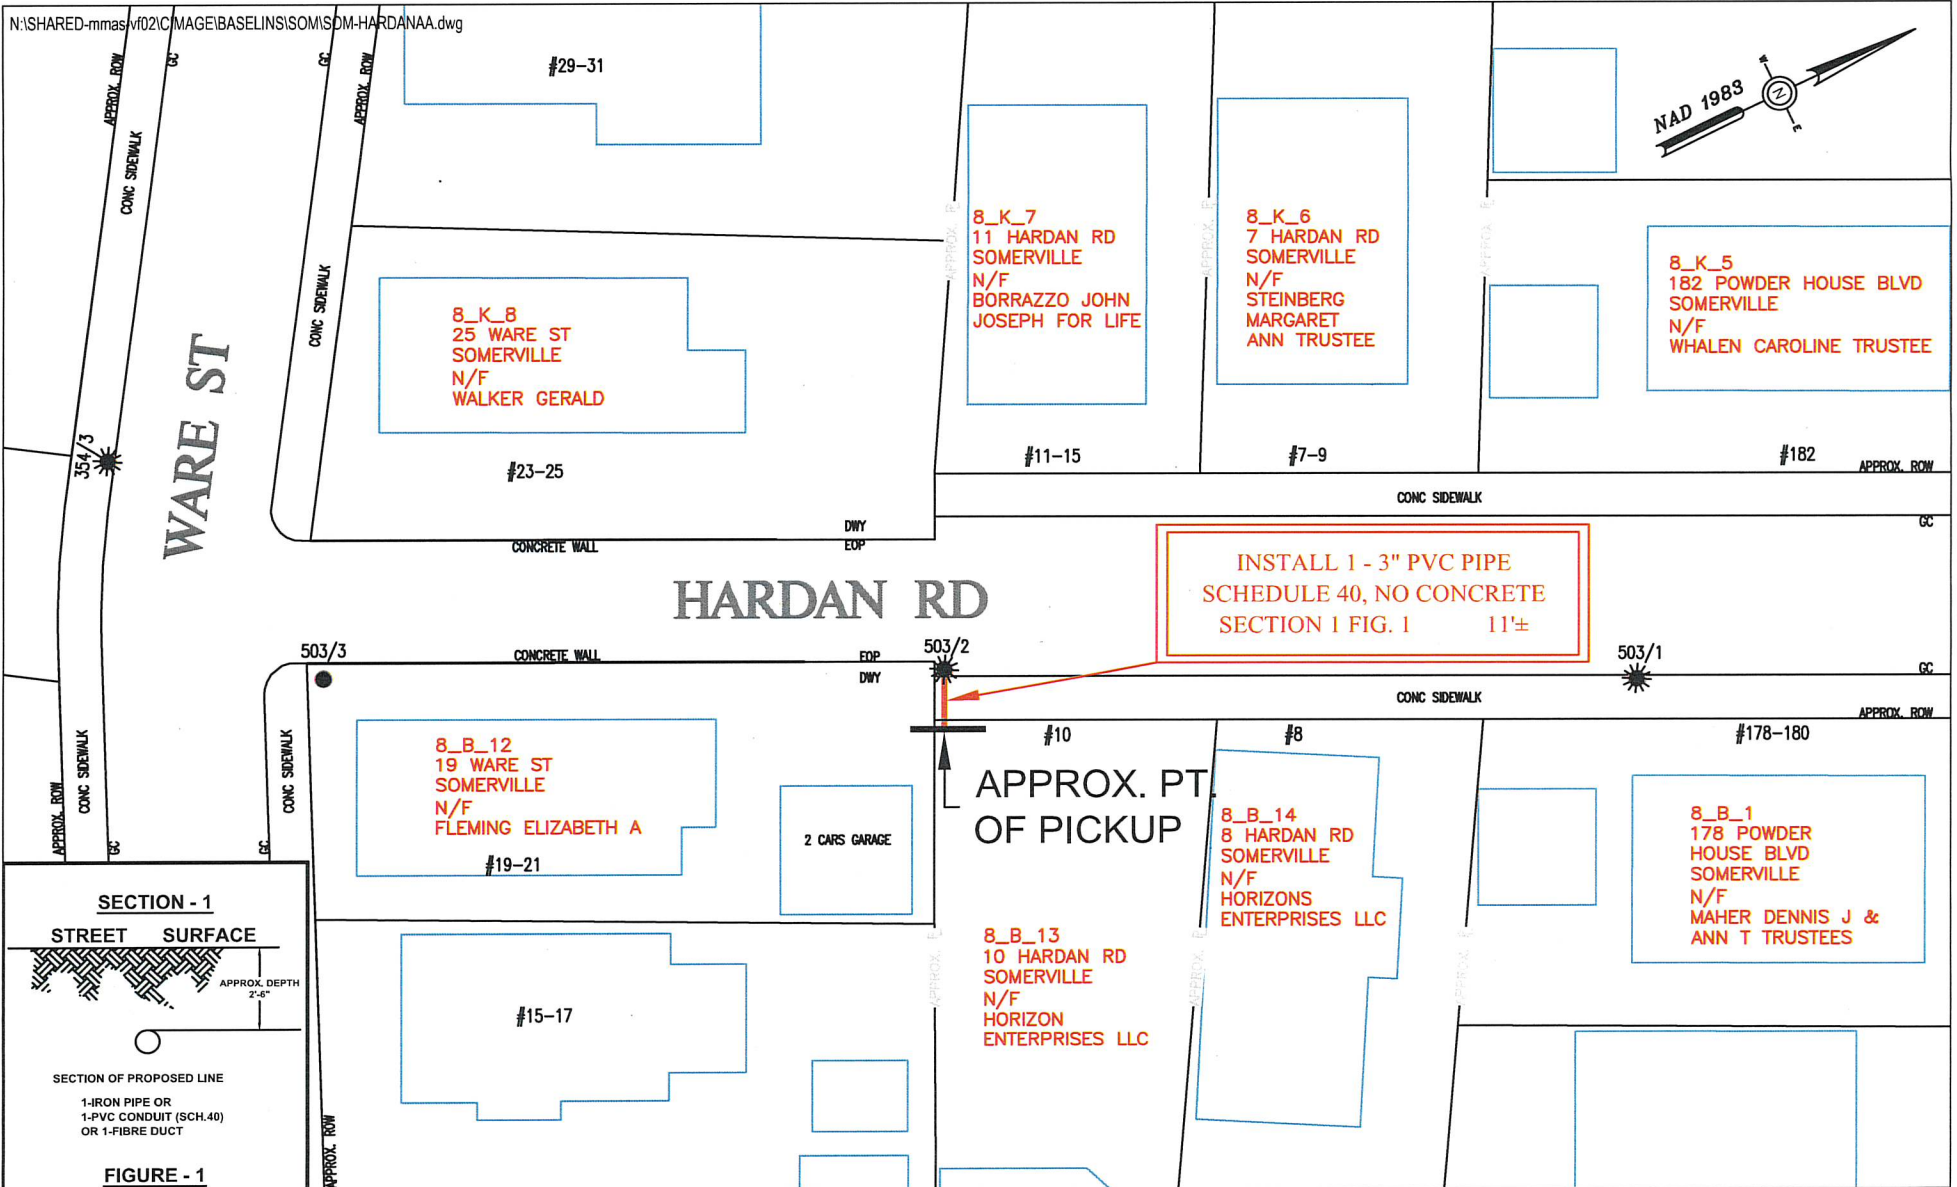 N:\SHARED-mmas-vf02\CIMAGE\BASELINS\SOM\SOM-HARDANAA.dwg
APPROX. ROW
GC
GC
APPROX. ROW
CONC SIDEWALK
CONC SIDEWALK
#29-31
NAD 1983
W
N
E
8_K_8
25 WARE ST
SOMERVILLE
N/F
WALKER GERALD
#23-25
APPROX. R
8_K_7
11 HARDAN RD
SOMERVILLE
N/F
BORRAZZO JOHN
JOSEPH FOR LIFE
#11-15
APPROX. R
8_K_6
7 HARDAN RD
SOMERVILLE
N/F
STEINBERG
MARGARET
ANN TRUSTEE
#7-9
APPROX. R
8_K_5
182 POWDER HOUSE BLVD
SOMERVILLE
N/F
WHALEN CAROLINE TRUSTEE
#182
APPROX. ROW
CONC SIDEWALK
GC
354/3
WARE ST
DWY
CONCRETE WALL
EOP
HARDAN RD
INSTALL 1 - 3" PVC PIPE
SCHEDULE 40, NO CONCRETE
SECTION 1 FIG. 1 11'±
503/3
CONCRETE WALL
EOP
DWY
503/2
503/1
GC
CONC SIDEWALK
APPROX. ROW
#10
#8
#178-180
APPROX. PT.
OF PICKUP
8_B_12
19 WARE ST
SOMERVILLE
N/F
FLEMING ELIZABETH A
#19-21
2 CARS GARAGE
8_B_14
8 HARDAN RD
SOMERVILLE
N/F
HORIZONS
ENTERPRISES LLC
8_B_1
178 POWDER
HOUSE BLVD
SOMERVILLE
N/F
MAHER DENNIS J &
ANN T TRUSTEES
8_B_13
10 HARDAN RD
SOMERVILLE
N/F
HORIZON
ENTERPRISES LLC
APPROX. R
APPROX. R
APPROX. R
#15-17
APPROX. ROW
CONC SIDEWALK
GC
GC
CONC SIDEWALK
APPROX. ROW
SECTION - 1
STREET SURFACE
APPROX. DEPTH
2'-6"
SECTION OF PROPOSED LINE
1-IRON PIPE OR
1-PVC CONDUIT (SCH.40)
OR 1-FIBRE DUCT
FIGURE - 1